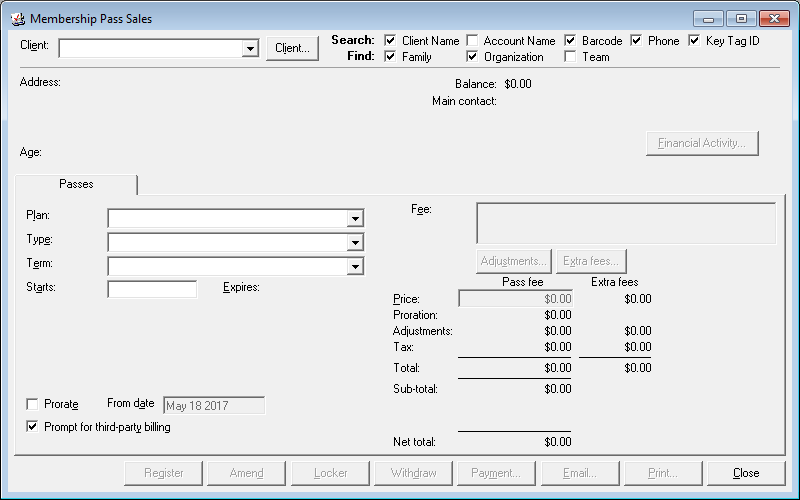 Membership Pass Sales
Client:
Client...
Search: Client Name Account Name Barcode Phone Key Tag ID
Find: Family Organization Team
Address:
Balance: $0.00
Main contact:
Financial Activity...
Age:
Passes
Plan:
Type:
Term:
Starts: Expires:
Fee:
Adjustments... Extra fees...
Pass fee Extra fees
Price: $0.00 $0.00
Proration: $0.00
Adjustments: $0.00 $0.00
Tax: $0.00 $0.00
Total: $0.00 $0.00
Sub-total: $0.00
Prorate From date May 18 2017
Prompt for third-party billing
Net total: $0.00
Register Amend Locker Withdraw Payment... Email... Print... Close